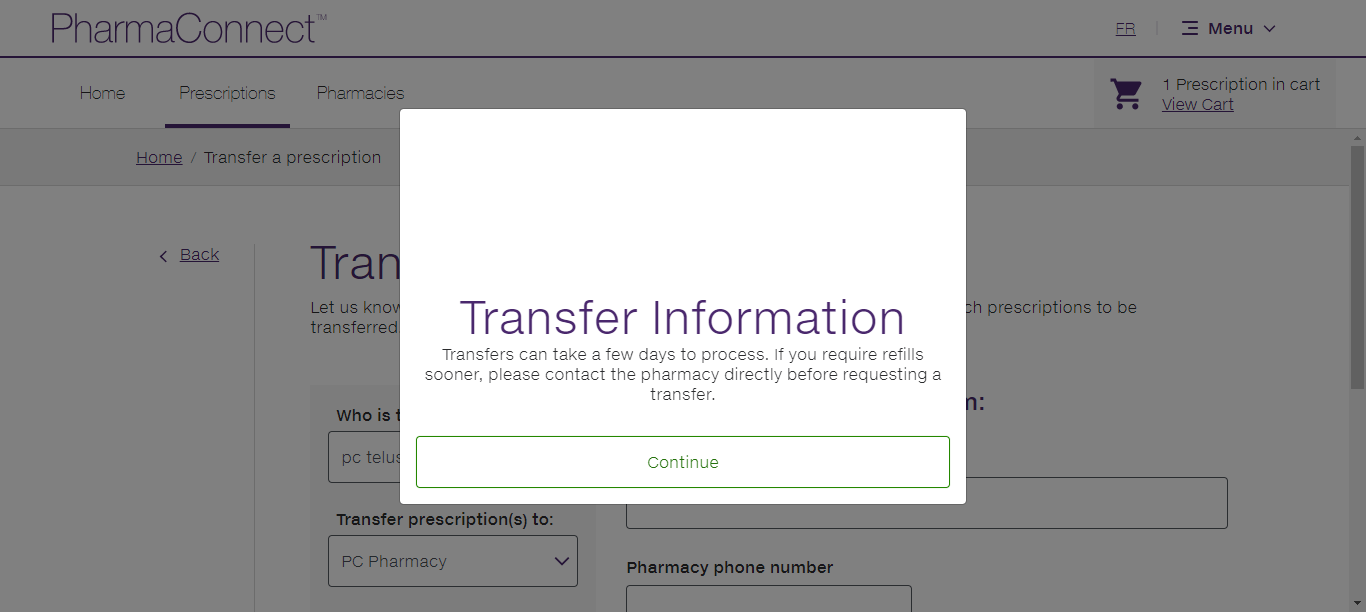 PharmaConnect™
FR
Menu
Home
Prescriptions
Pharmacies
1 Prescription in cart
View Cart
Home / Transfer a prescription
Back
Tran
Let us know
ch prescriptions to be
transferred
Transfer Information
Transfers can take a few days to process. If you require refills
sooner, please contact the pharmacy directly before requesting a
transfer.
Continue
Who is t
m:
pc telus
Transfer prescription(s) to:
PC Pharmacy
Pharmacy phone number